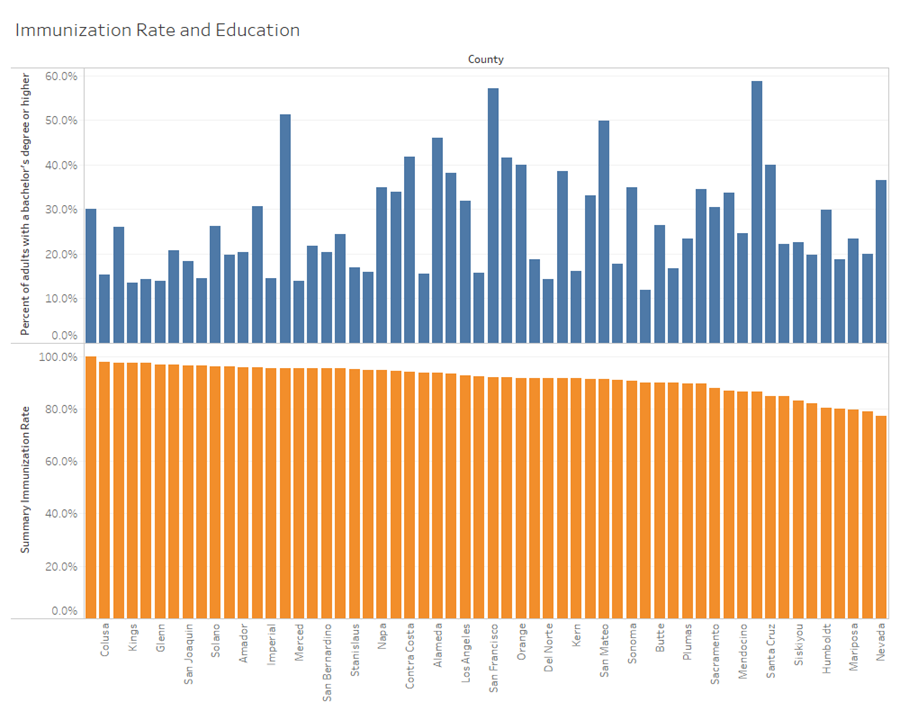 Immunization Rate and Education
County
Percent of adults with a bachelor's degree or higher
60.0%
50.0%
40.0%
30.0%
20.0%
10.0%
0.0%
Summary Immunization Rate
100.0%
80.0%
60.0%
40.0%
20.0%
0.0%
Colusa
Kings
Glenn
San Joaquin
Solano
Amador
Imperial
Merced
San Bernardino
Stanislaus
Napa
Contra Costa
Alameda
Los Angeles
San Francisco
Orange
Del Norte
Kern
San Mateo
Sonoma
Butte
Plumas
Sacramento
Mendocino
Santa Cruz
Siskiyou
Humboldt
Mariposa
Nevada